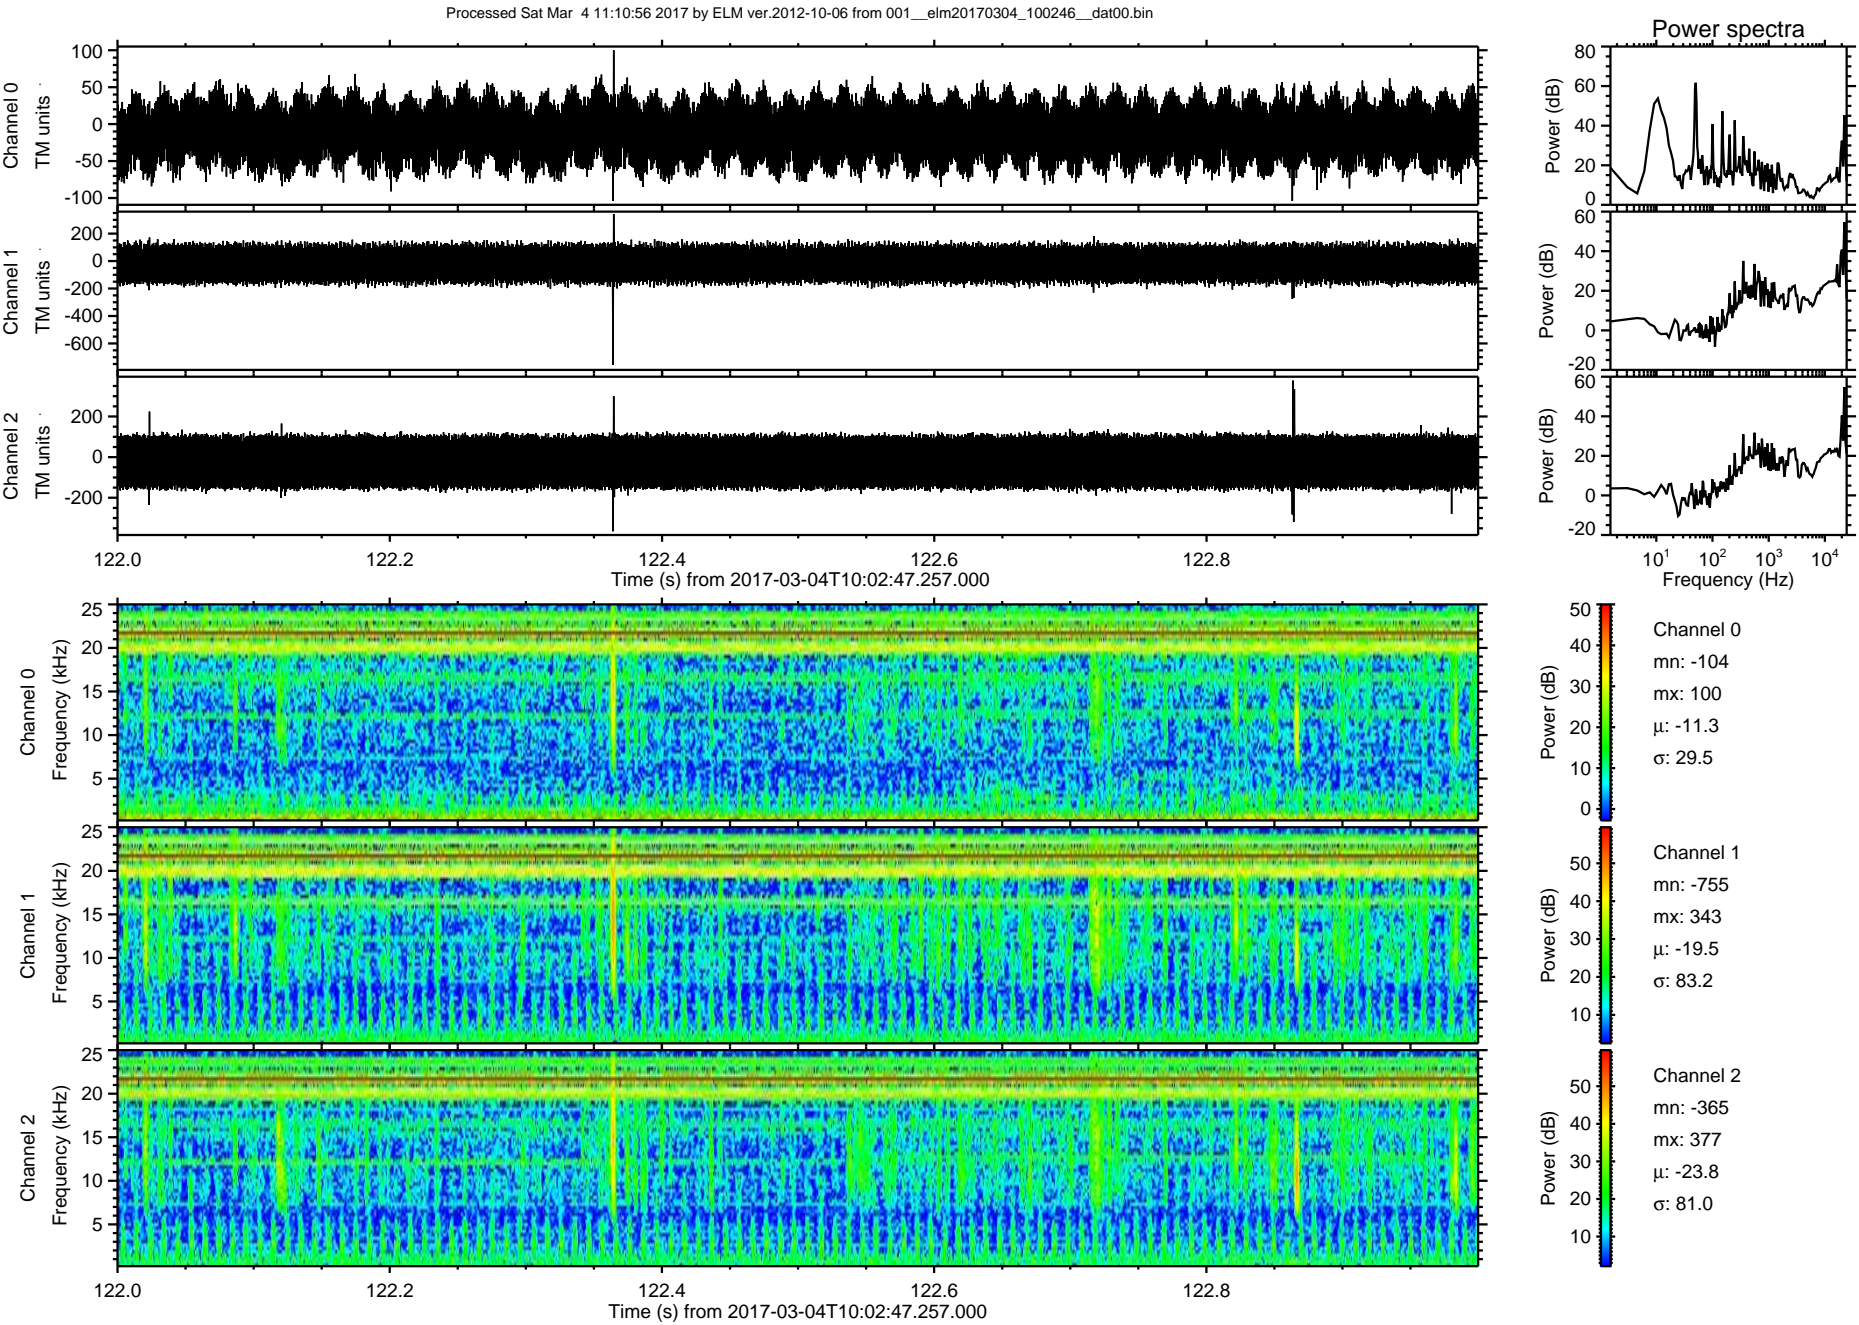 Processed Sat Mar  4 11:10:56 2017 by ELM ver.2012-10-06 from 001__elm20170304_100246__dat00.bin
Power spectra
Channel 0
TM units
100
50
0
-50
-100
Power (dB)
80
60
40
20
0
Channel 1
TM units
200
0
-200
-400
-600
Power (dB)
60
40
20
0
-20
Channel 2
TM units
200
0
-200
Power (dB)
60
40
20
0
-20
122.0 122.2 122.4 122.6 122.8
Time (s) from 2017-03-04T10:02:47.257.000
10^1 10^2 10^3 10^4
Frequency (Hz)
Channel 0
Frequency (kHz)
25
20
15
10
5
Power (dB)
50
40
30
20
10
0
Channel 0
mn: -104
mx: 100
µ: -11.3
σ: 29.5
Channel 1
Frequency (kHz)
25
20
15
10
5
Power (dB)
50
40
30
20
10
Channel 1
mn: -755
mx: 343
µ: -19.5
σ: 83.2
Channel 2
Frequency (kHz)
25
20
15
10
5
Power (dB)
50
40
30
20
10
Channel 2
mn: -365
mx: 377
µ: -23.8
σ: 81.0
122.0 122.2 122.4 122.6 122.8
Time (s) from 2017-03-04T10:02:47.257.000